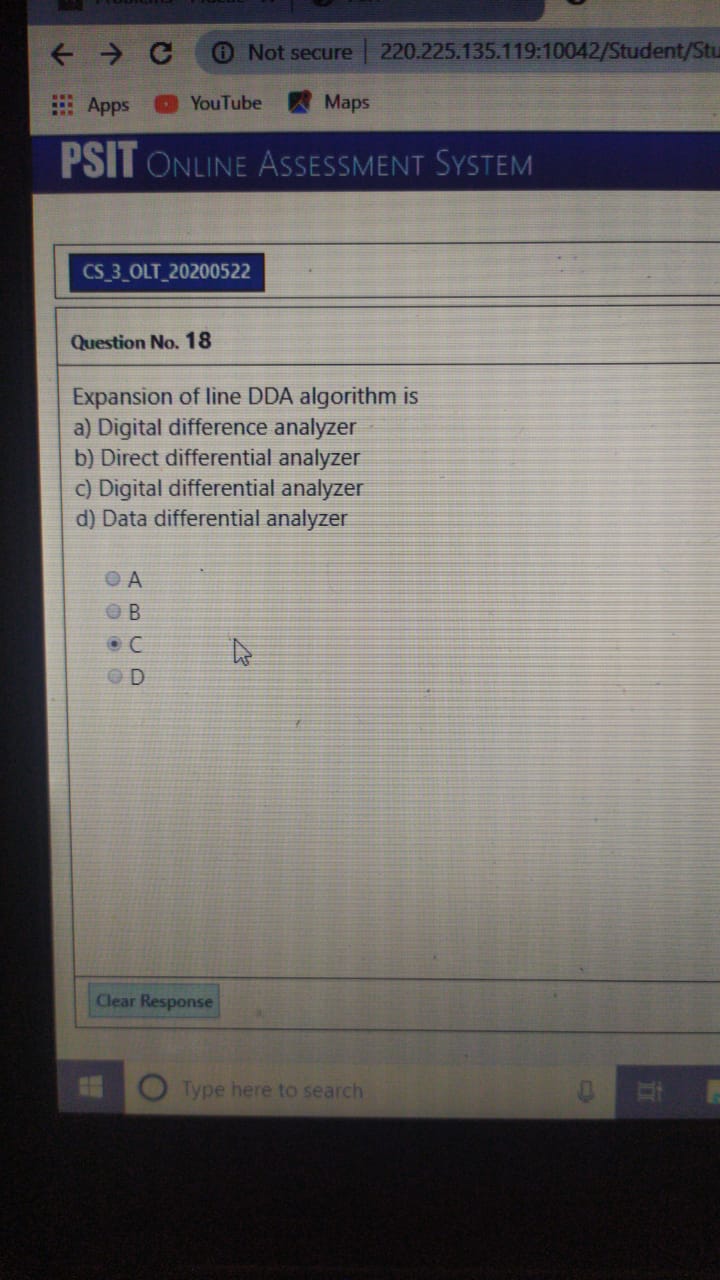 Not secure | 220.225.135.119:10042/Student/Stu
Apps YouTube Maps
PSIT ONLINE ASSESSMENT SYSTEM
CS_3_OLT_20200522
Question No. 18
Expansion of line DDA algorithm is
a) Digital difference analyzer
b) Direct differential analyzer
c) Digital differential analyzer
d) Data differential analyzer
A
B
C
D
Clear Response
Type here to search